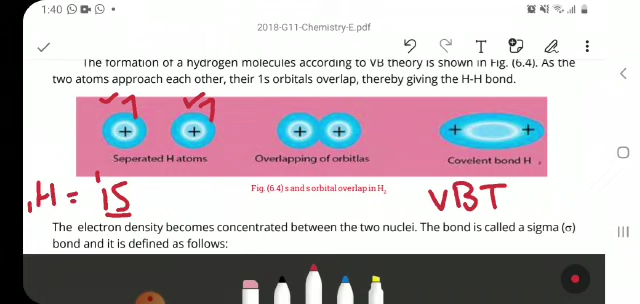 1:40
2018-G11-Chemistry-E.pdf
The formation of a hydrogen molecules according to VB theory is shown in Fig. (6.4). As the
two atoms approach each other, their 1s orbitals overlap, thereby giving the H-H bond.
Seperated H atoms
Overlapping of orbitlas
Covelent bond H
Fig. (6.4) s and s orbital overlap in H₂
₁H = 1S¹
VBT
The electron density becomes concentrated between the two nuclei. The bond is called a sigma (σ)
bond and it is defined as follows: